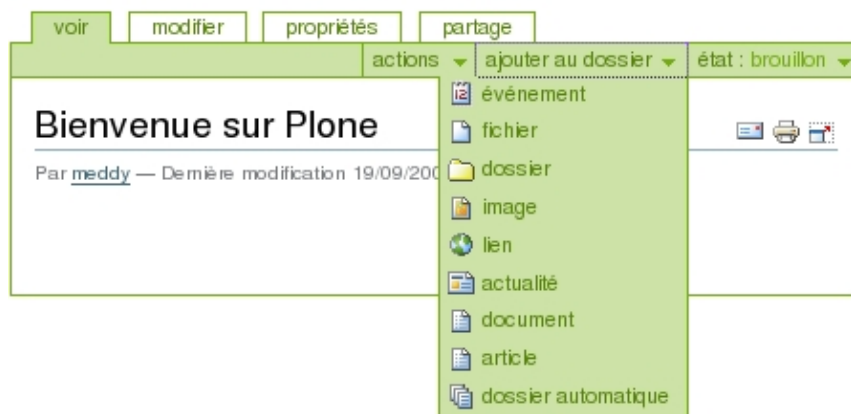 voir modifier propriétés partage
actions ajouter au dossier état : brouillon
événement
Bienvenue sur Plone
fichier
Par meddy — Dernière modification 19/09/200
dossier
image
lien
actualité
document
article
dossier automatique